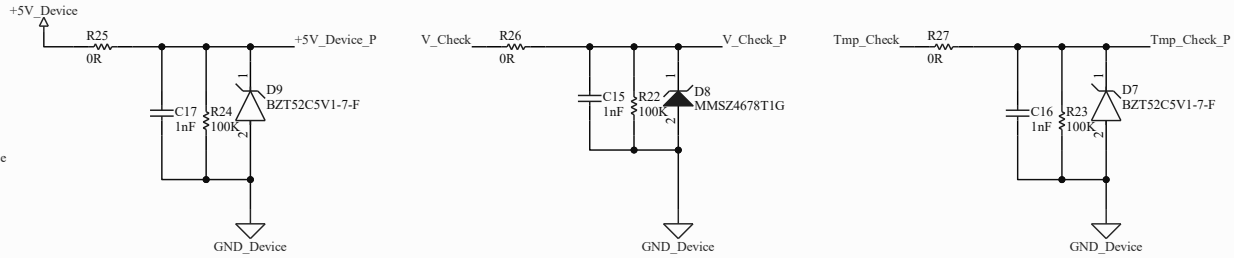 +5V_Device
R25
0R
+5V_Device_P
C17
1nF
R24
100K
1
2
D9
BZT52C5V1-7-F
GND_Device
V_Check
R26
0R
V_Check_P
C15
1nF
R22
100K
1
2
D8
MMSZ4678T1G
GND_Device
Tmp_Check
R27
0R
Tmp_Check_P
C16
1nF
R23
100K
1
2
D7
BZT52C5V1-7-F
GND_Device